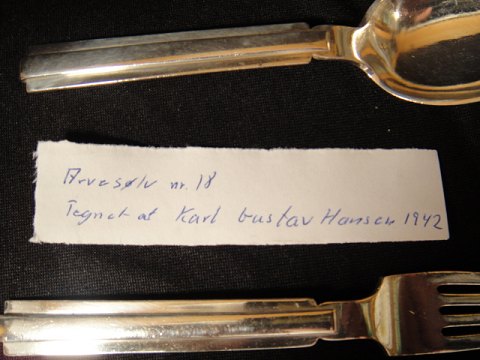 Arvesølv nr. 18
Tegnet af Karl Gustav Hansen 1942